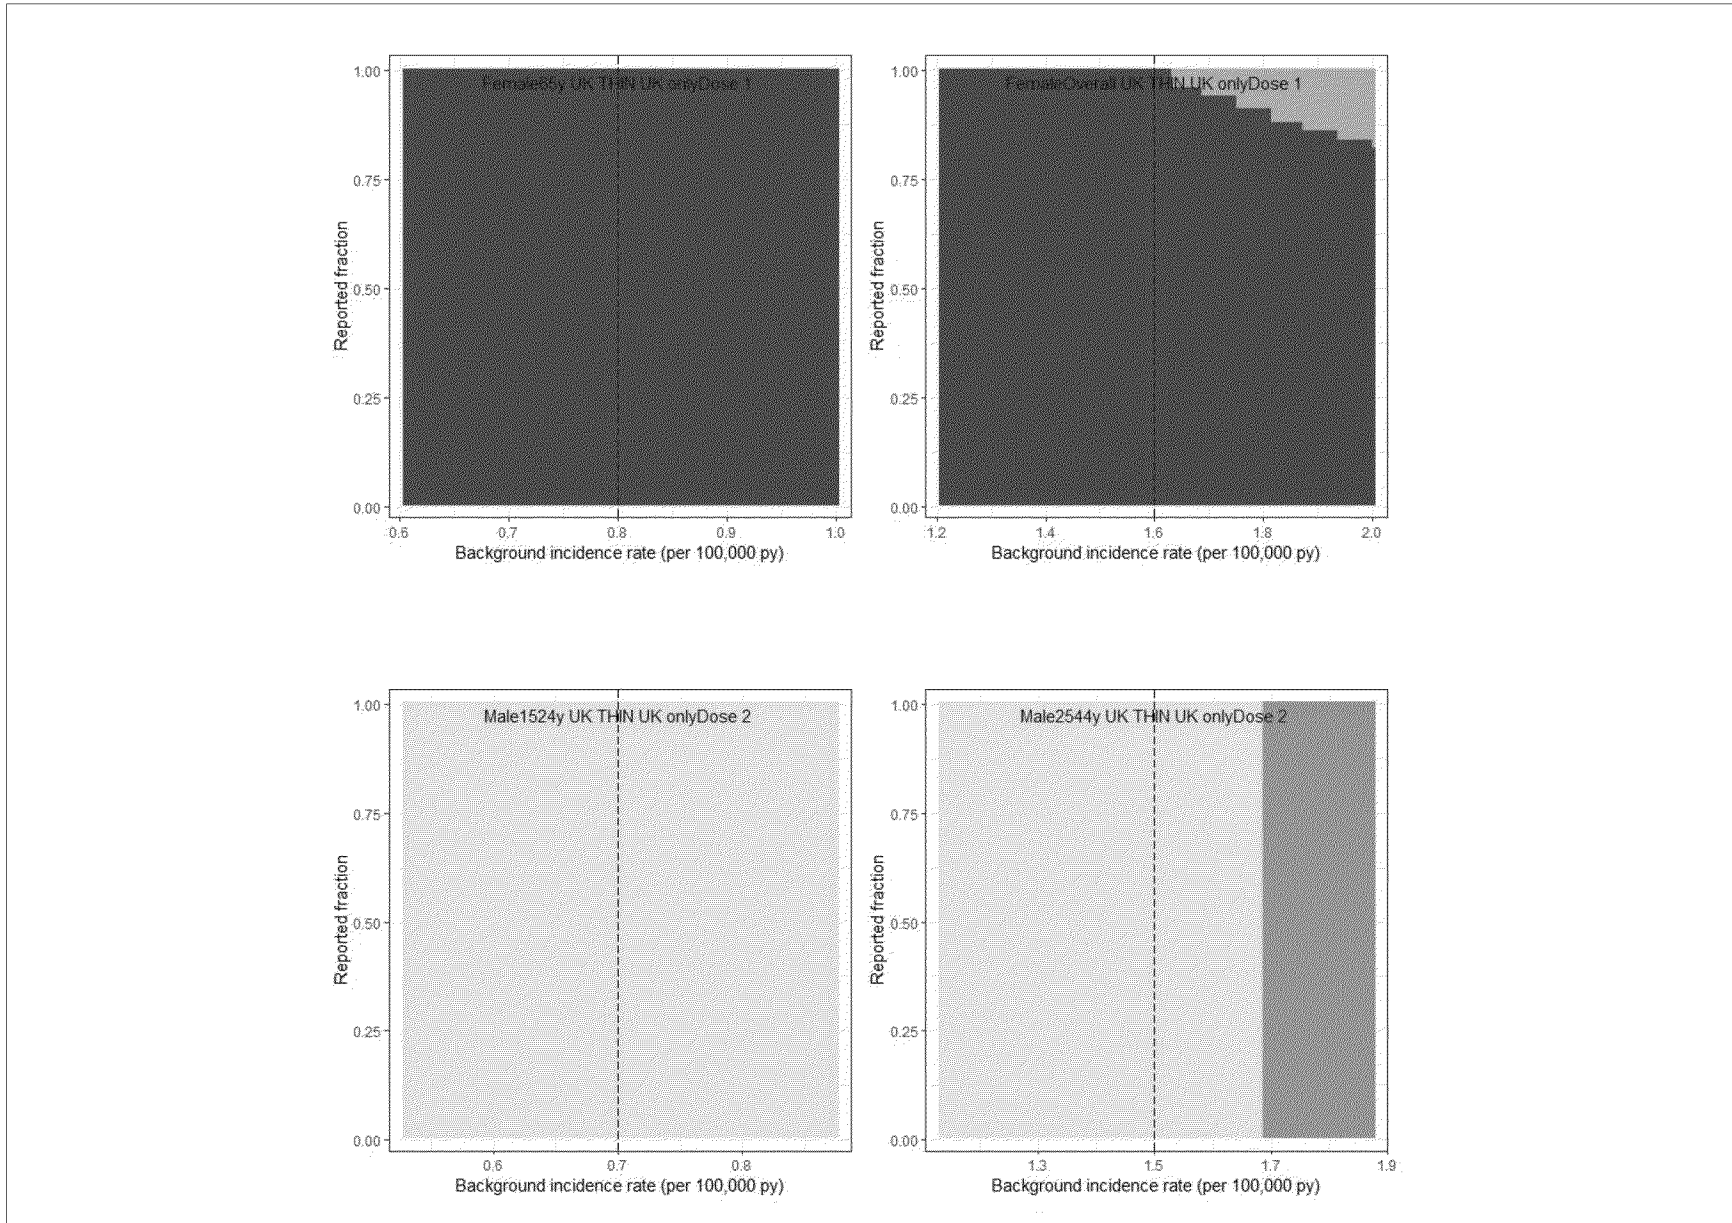 Female65y UK THIN UK onlyDose 1
1.00
0.75
0.50
0.25
0.00
Reported fraction
0.6 0.7 0.8 0.9 1.0
Background incidence rate (per 100,000 py)
FemaleOverall UK THIN UK onlyDose 1
1.00
0.75
0.50
0.25
0.00
Reported fraction
1.2 1.4 1.6 1.8 2.0
Background incidence rate (per 100,000 py)
Male1524y UK THIN UK onlyDose 2
1.00
0.75
0.50
0.25
0.00
Reported fraction
0.6 0.7 0.8
Background incidence rate (per 100,000 py)
Male2544y UK THIN UK onlyDose 2
1.00
0.75
0.50
0.25
0.00
Reported fraction
1.3 1.5 1.7 1.9
Background incidence rate (per 100,000 py)